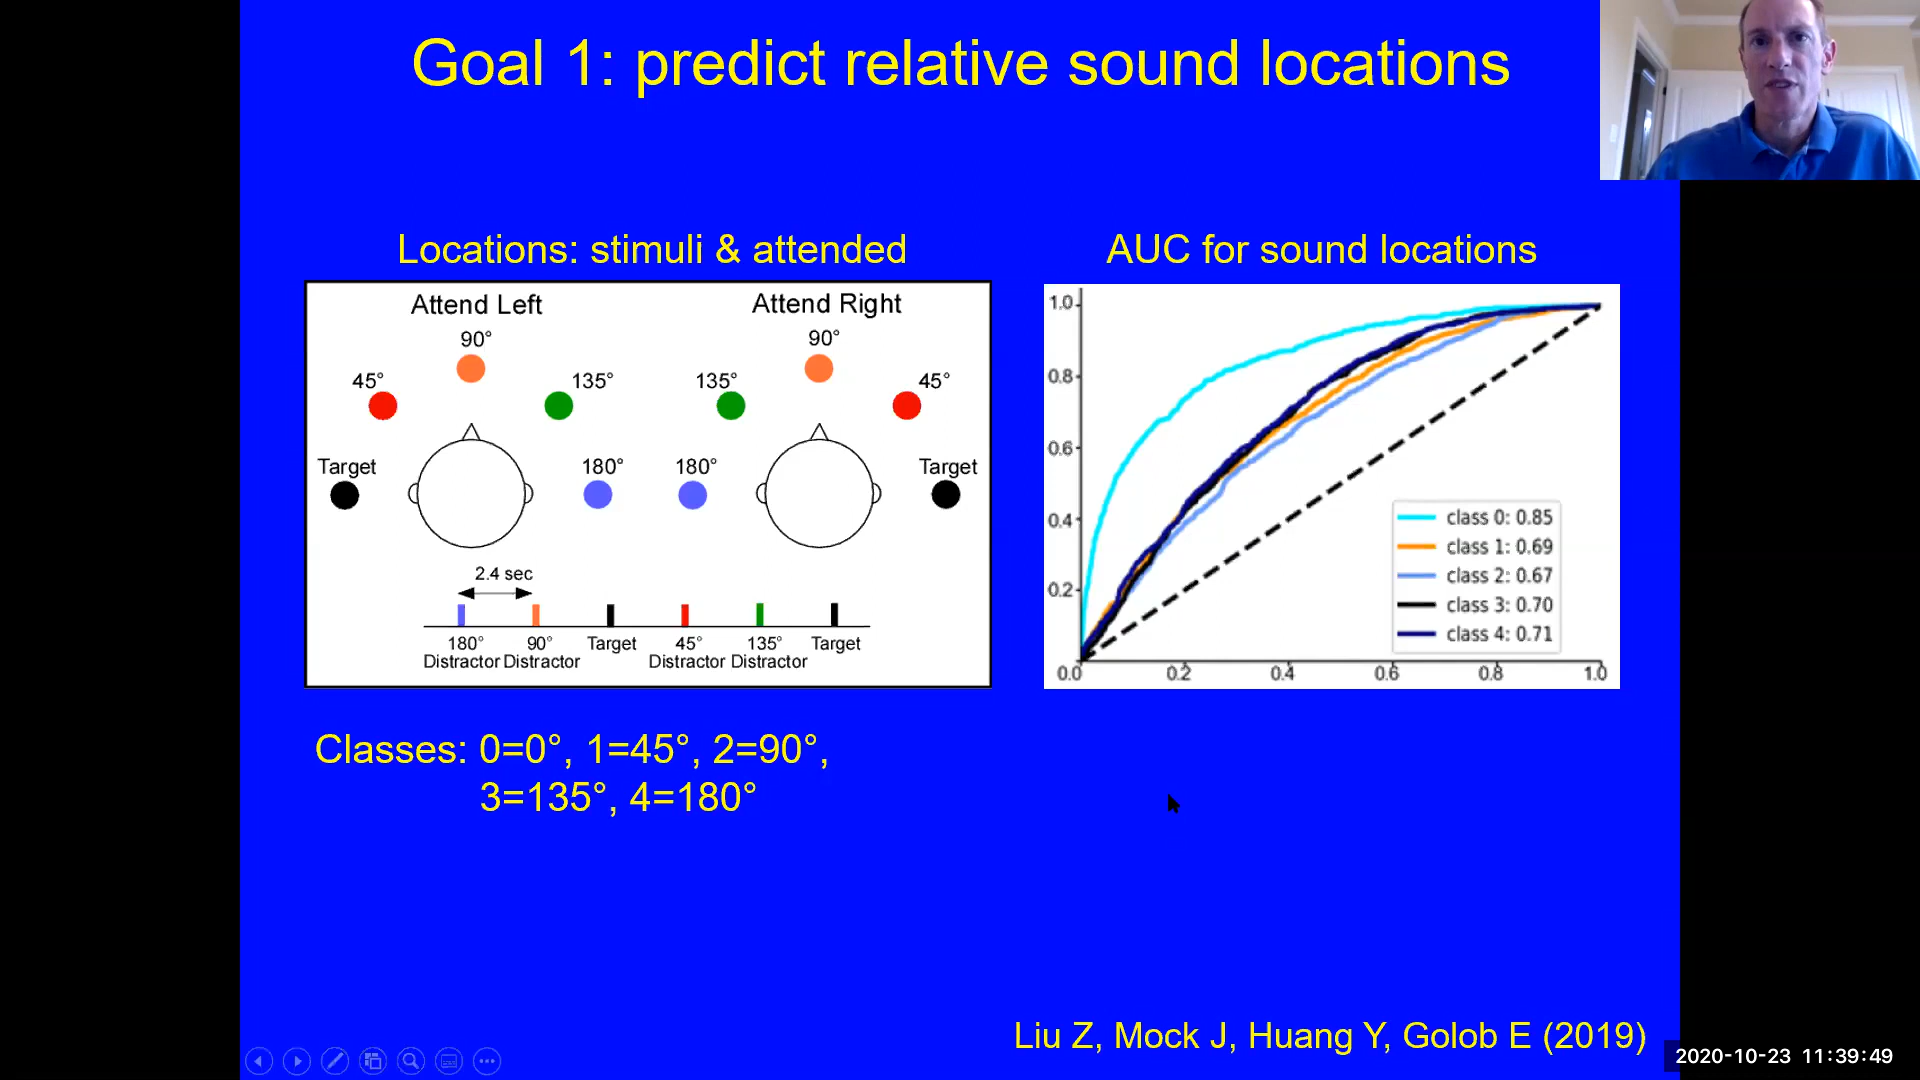 Goal 1: predict relative sound locations
Locations: stimuli & attended
Attend Left
Attend Right
90°
90°
45°
135°
135°
45°
Target
180°
180°
Target
2.4 sec
180° 90° Target 45° 135° Target
Distractor Distractor Distractor Distractor
AUC for sound locations
1.0
0.8
0.6
0.4
0.2
0.0 0.2 0.4 0.6 0.8 1.0
class 0: 0.85
class 1: 0.69
class 2: 0.67
class 3: 0.70
class 4: 0.71
Classes: 0=0°, 1=45°, 2=90°,
3=135°, 4=180°
Liu Z, Mock J, Huang Y, Golob E (2019)
2020-10-23 11:39:49